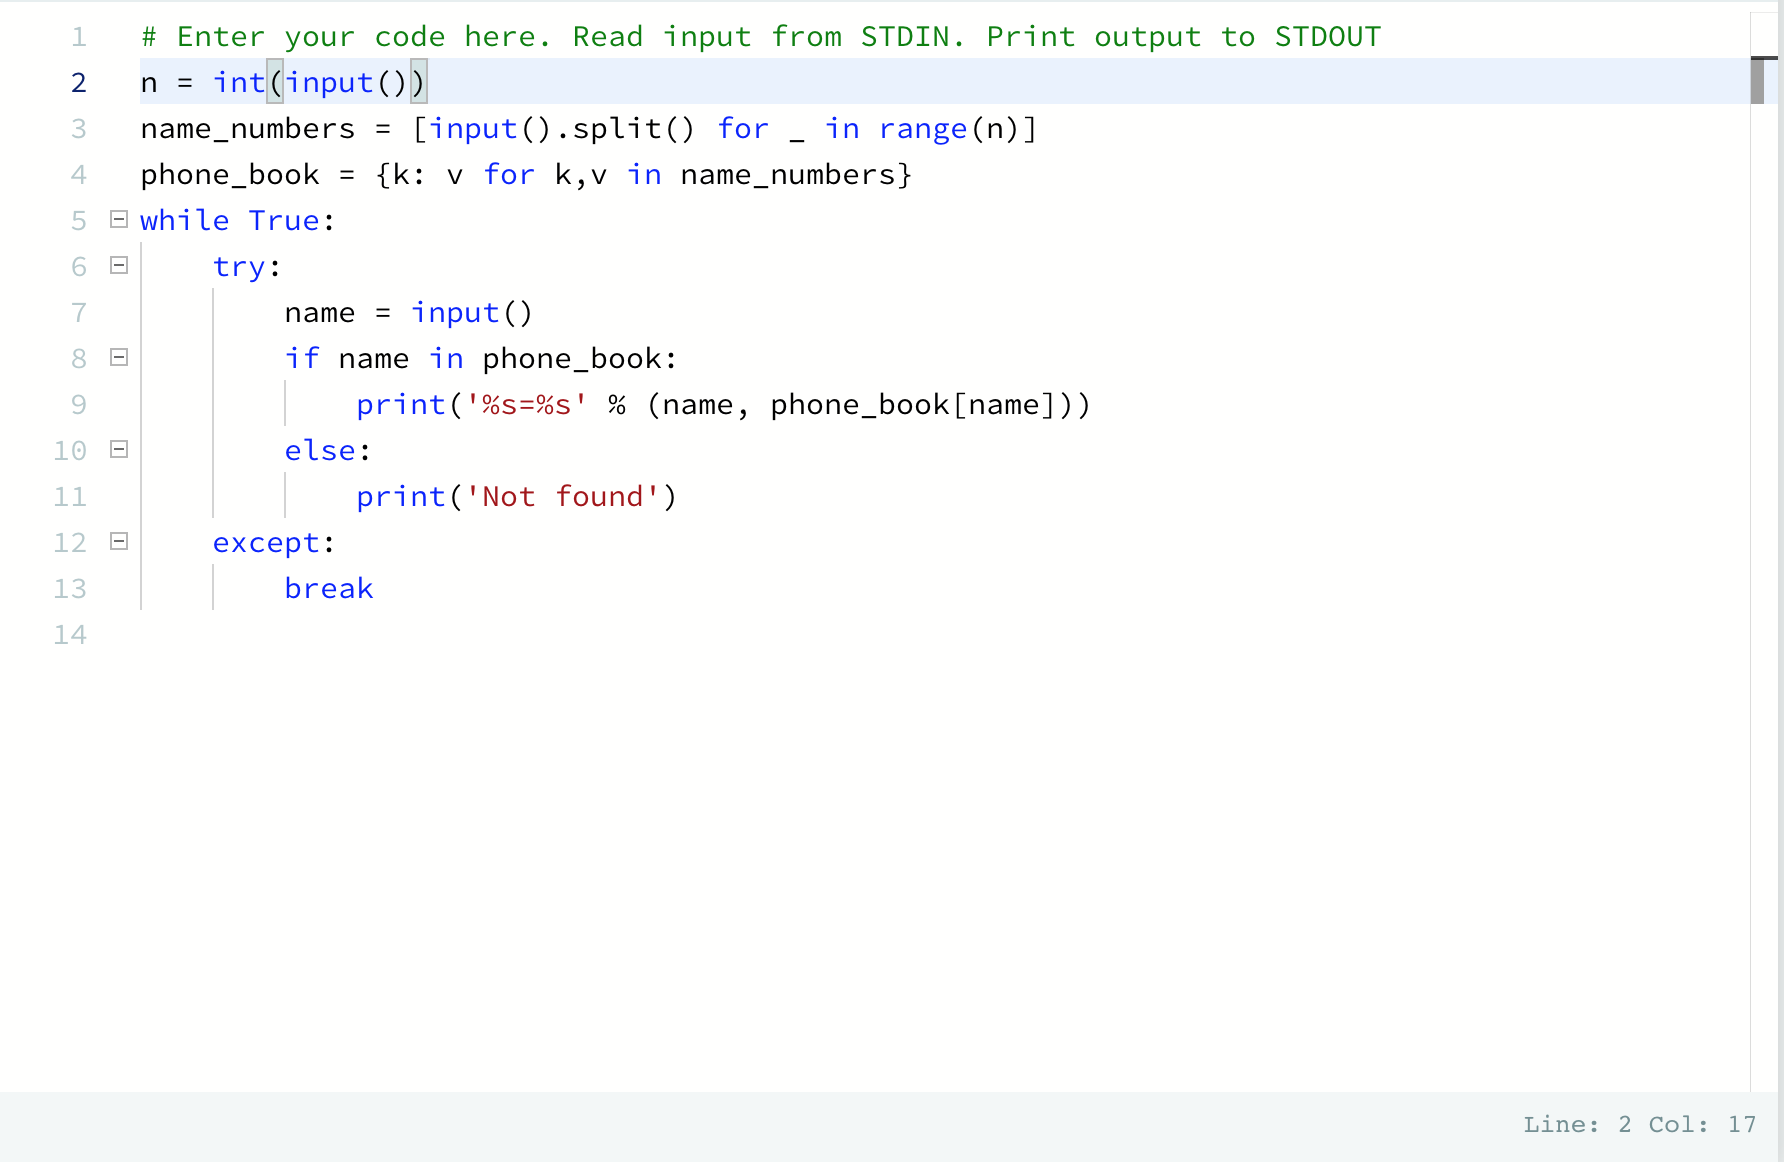 1 # Enter your code here. Read input from STDIN. Print output to STDOUT
2 n = int(input())
3 name_numbers = [input().split() for _ in range(n)]
4 phone_book = {k: v for k,v in name_numbers}
5 while True:
6     try:
7         name = input()
8         if name in phone_book:
9             print('%s=%s' % (name, phone_book[name]))
10         else:
11             print('Not found')
12     except:
13         break
14
Line: 2 Col: 17